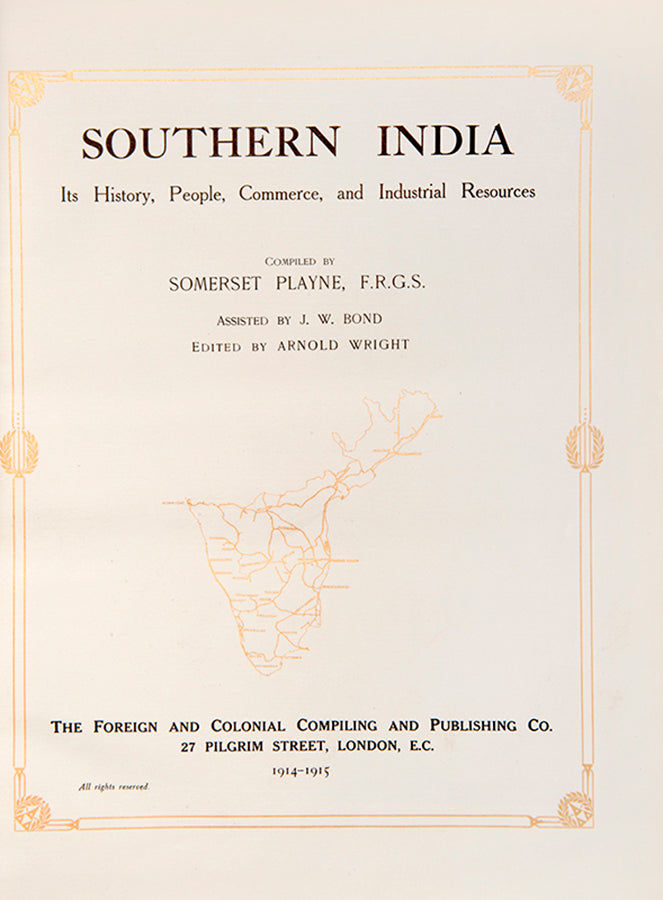 SOUTHERN INDIA
Its History, People, Commerce, and Industrial Resources
COMPILED BY
SOMERSET PLAYNE, F.R.G.S.
ASSISTED BY J. W. BOND
EDITED BY ARNOLD WRIGHT
THE FOREIGN AND COLONIAL COMPILING AND PUBLISHING CO.
27 PILGRIM STREET, LONDON, E.C.
1914–1915
All rights reserved.